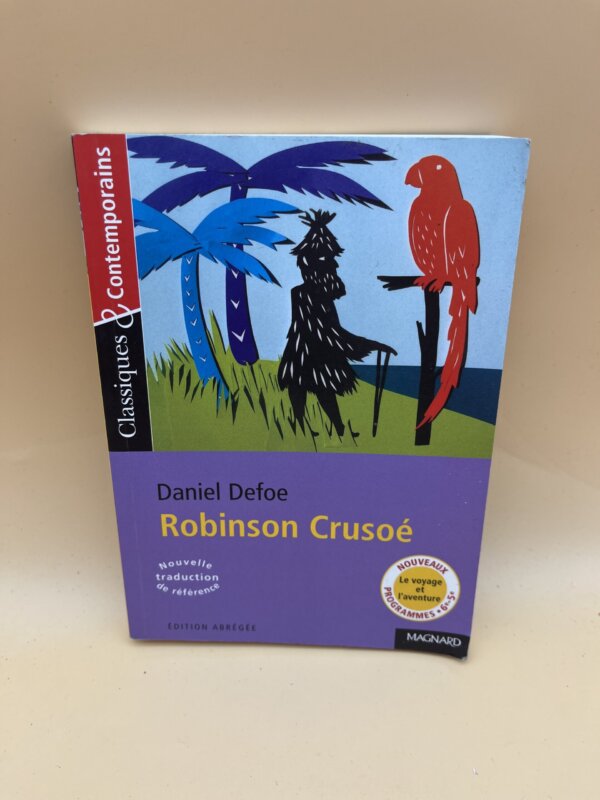 Classiques & Contemporains
Daniel Defoe
Robinson Crusoé
Nouvelle
traduction
de référence
ÉDITION ABRÉGÉE
NOUVEAUX
Le voyage
et
l'aventure
PROGRAMMES • 6e-5e
MAGNARD